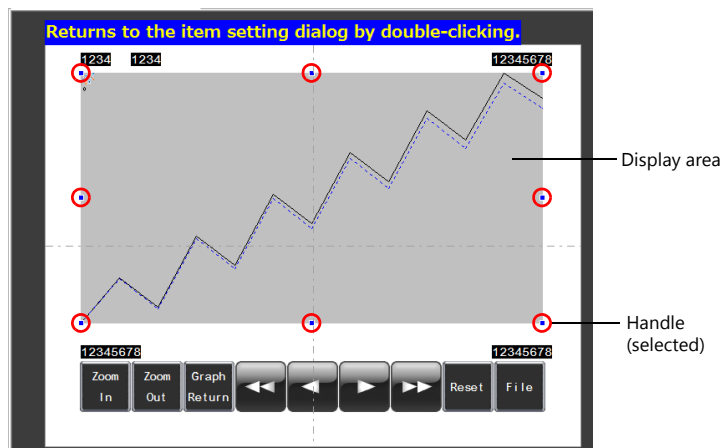 Returns to the item setting dialog by double-clicking.
1234 1234 12345678
Display area
Handle
(selected)
12345678 12345678
Zoom In
Zoom Out
Graph Return
Reset
File